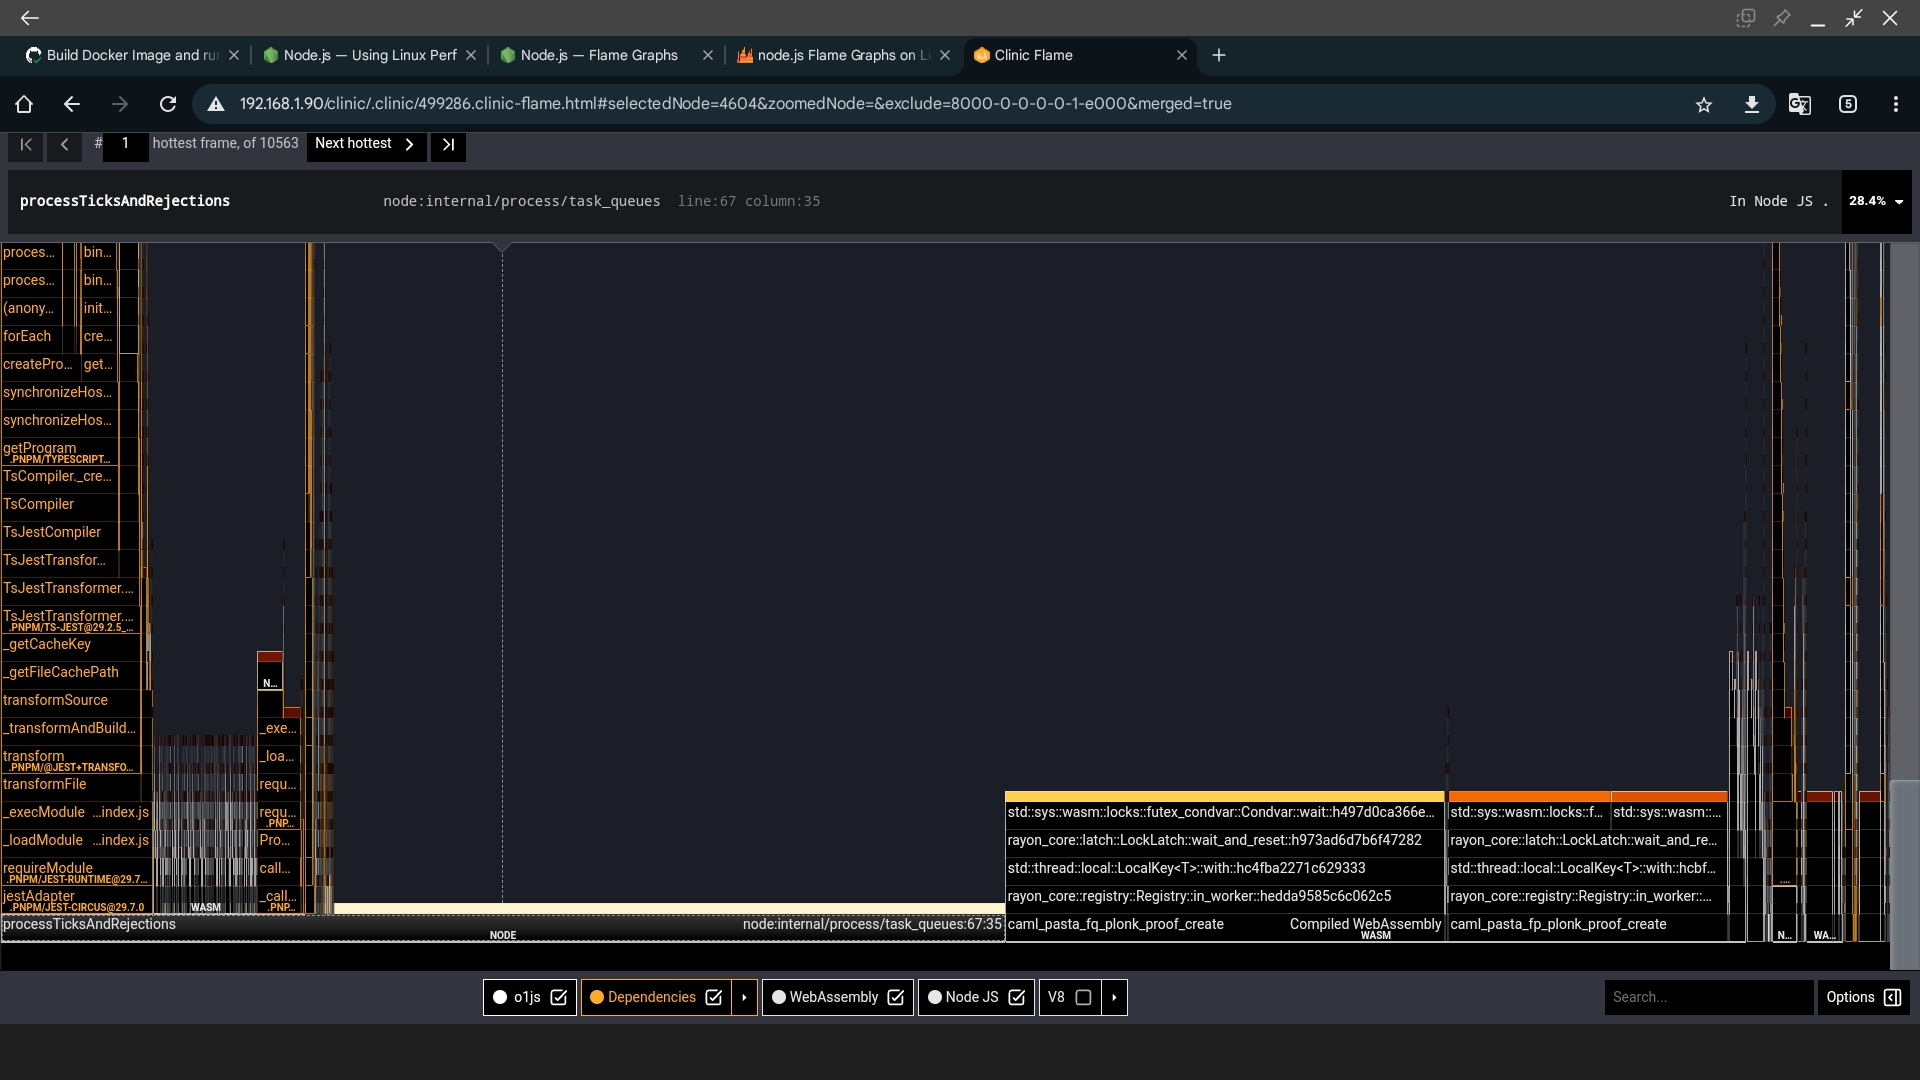 Build Docker Image and run
Node.js — Using Linux Perf
Node.js — Flame Graphs
node.js Flame Graphs on Li
Clinic Flame
192.168.1.90/clinic/.clinic/499286.clinic-flame.html#selectedNode=4604&zoomedNode=&exclude=8000-0-0-0-0-1-e000&merged=true
5
# 1 hottest frame, of 10563 Next hottest
processTicksAndRejections node:internal/process/task_queues line:67 column:35 In Node JS . 28.4%
proces... bin...
proces... bin...
(anony... init...
forEach cre...
createPro... get...
synchronizeHos...
synchronizeHos...
getProgram
.PNPM/TYPESCRIPT...
TsCompiler._cre...
TsCompiler
TsJestCompiler
TsJestTransfor...
TsJestTransformer....
TsJestTransformer....
.PNPM/TS-JEST@29.2.5_...
_getCacheKey
_getFileCachePath
N...
transformSource
_transformAndBuild... _exe...
transform _loa...
.PNPM/@JEST+TRANSFO...
transformFile requ...
_execModule ...index.js requ...
.PNP...
std::sys::wasm::locks::futex_condvar::Condvar::wait::h497d0ca366e... std::sys::wasm::locks::f... std::sys::wasm::...
_loadModule ...index.js Pro... rayon_core::latch::LockLatch::wait_and_reset::h973ad6d7b6f47282 rayon_core::latch::LockLatch::wait_and_re...
requireModule call... std::thread::local::LocalKey<T>::with::hc4fba2271c629333 std::thread::local::LocalKey<T>::with::hcbf...
.PNPM/JEST-RUNTIME@29.7...
jestAdapter _call... rayon_core::registry::Registry::in_worker::hedda9585c6c062c5 rayon_core::registry::Registry::in_worker::...
.PNPM/JEST-CIRCUS@29.7.0 WASM .PNP...
processTicksAndRejections node:internal/process/task_queues:67:35 caml_pasta_fq_plonk_proof_create Compiled WebAssembly caml_pasta_fp_plonk_proof_create
NODE WASM N... WA...
o1js Dependencies WebAssembly Node JS V8 Search... Options